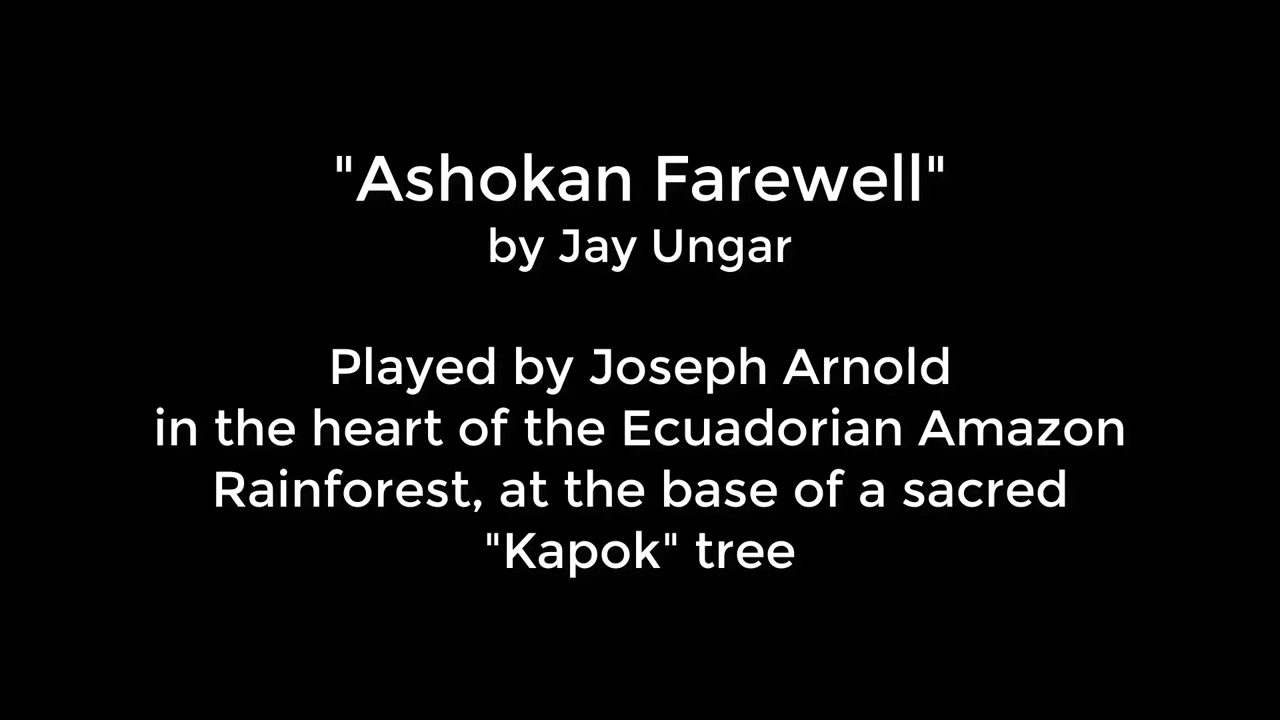 "Ashokan Farewell"
by Jay Ungar
Played by Joseph Arnold
in the heart of the Ecuadorian Amazon
Rainforest, at the base of a sacred
"Kapok" tree